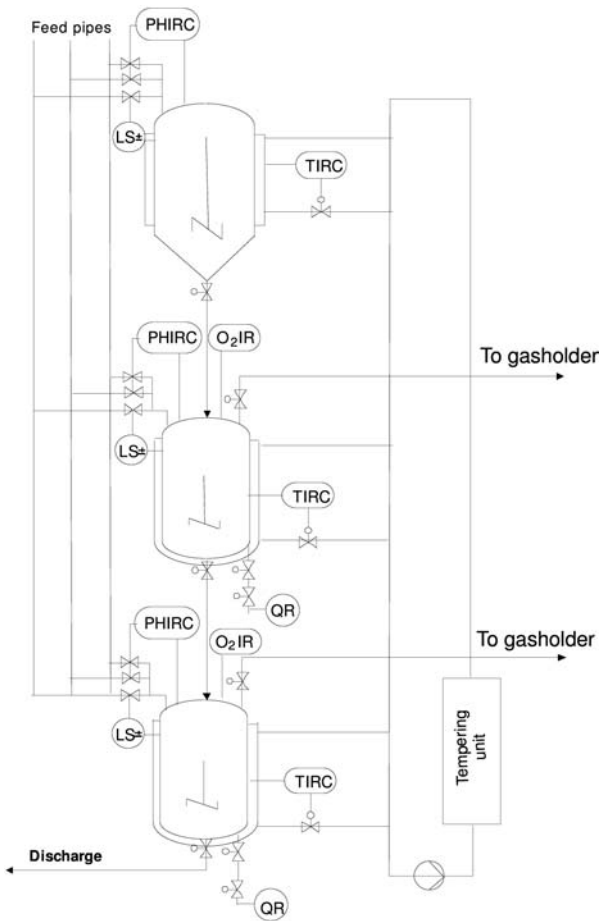 Feed pipes
PHIRC
LS±
TIRC
PHIRC
O₂IR
To gasholder
LS±
TIRC
QR
PHIRC
O₂IR
To gasholder
LS±
TIRC
Tempering
unit
Discharge
QR